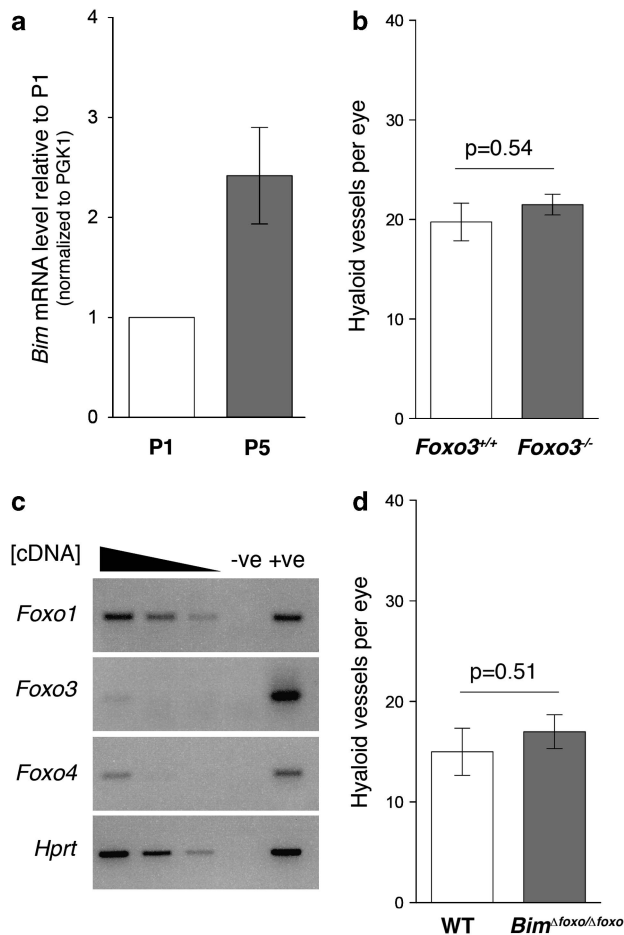 a
Bim mRNA level relative to P1
(normalized to PGK1)
4
3
2
1
0
P1 P5
b
Hyaloid vessels per eye
40
30
20
10
0
p=0.54
Foxo3+/+ Foxo3-/-
c
[cDNA] -ve +ve
Foxo1
Foxo3
Foxo4
Hprt
d
Hyaloid vessels per eye
40
30
20
10
0
p=0.51
WT BimΔfoxo/Δfoxo